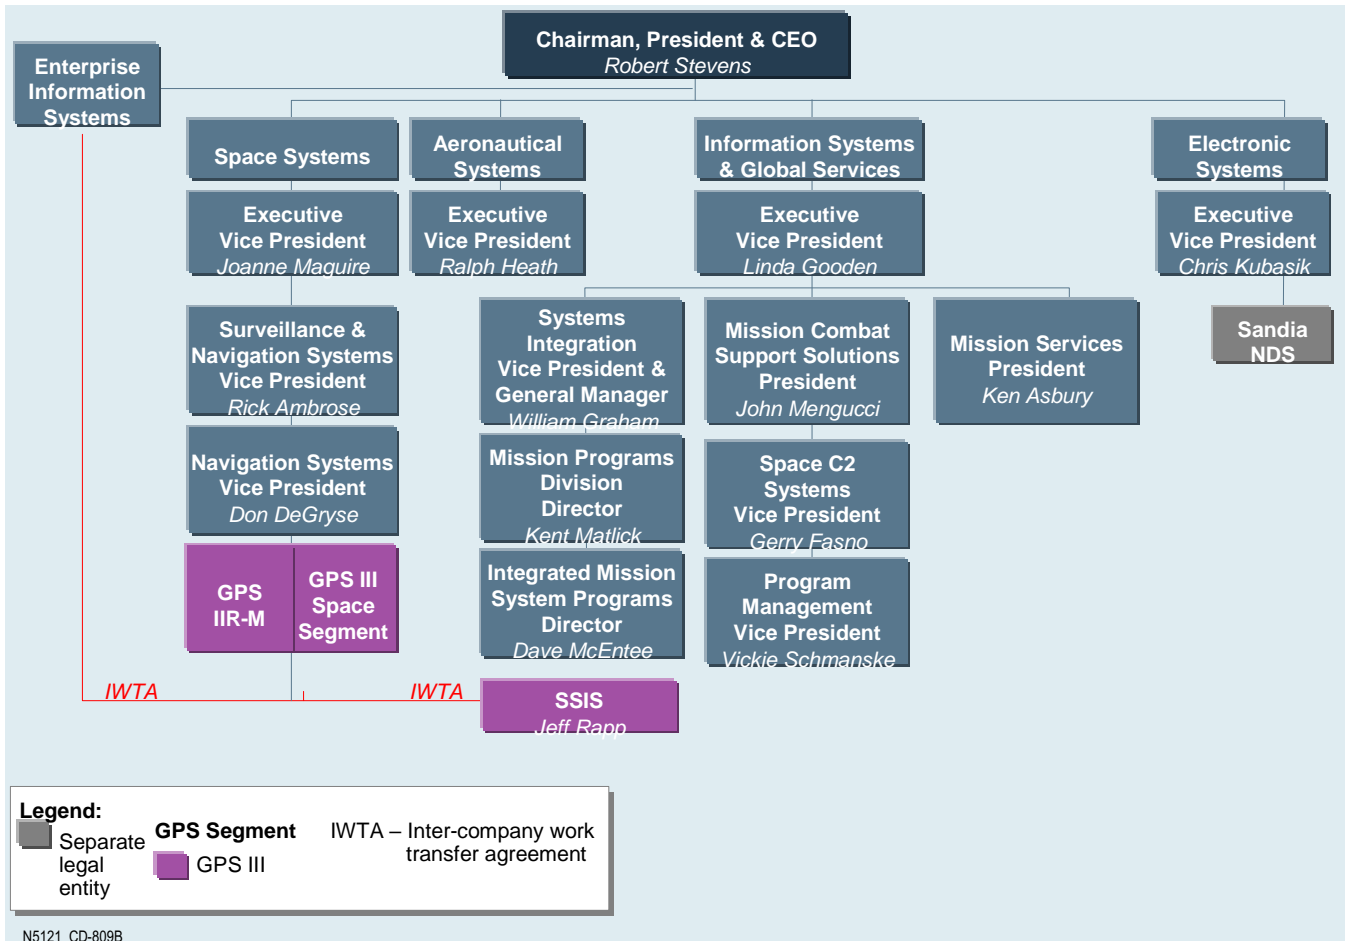 Chairman, President & CEO
Robert Stevens
Enterprise
Information
Systems
Space Systems
Aeronautical
Systems
Information Systems
& Global Services
Electronic
Systems
Executive
Vice President
Joanne Maguire
Executive
Vice President
Ralph Heath
Executive
Vice President
Linda Gooden
Executive
Vice President
Chris Kubasik
Surveillance &
Navigation Systems
Vice President
Rick Ambrose
Systems
Integration
Vice President &
General Manager
William Graham
Mission Combat
Support Solutions
President
John Mengucci
Mission Services
President
Ken Asbury
Sandia
NDS
Navigation Systems
Vice President
Don DeGryse
Mission Programs
Division
Director
Kent Matlick
Space C2
Systems
Vice President
Gerry Fasno
GPS
IIR-M
GPS III
Space
Segment
Integrated Mission
System Programs
Director
Dave McEntee
Program
Management
Vice President
Vickie Schmanske
IWTA
IWTA
SSIS
Jeff Rapp
Legend:
Separate
legal
entity
GPS Segment
GPS III
IWTA – Inter-company work
transfer agreement
N5121_CD-809B